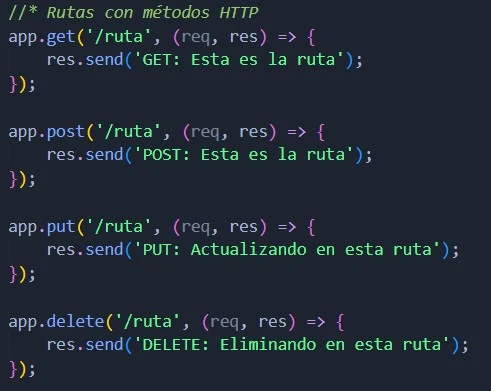 //* Rutas con métodos HTTP
app.get('/ruta', (req, res) => {
    res.send('GET: Esta es la ruta');
});

app.post('/ruta', (req, res) => {
    res.send('POST: Esta es la ruta');
});

app.put('/ruta', (req, res) => {
    res.send('PUT: Actualizando en esta ruta');
});

app.delete('/ruta', (req, res) => {
    res.send('DELETE: Eliminando en esta ruta');
});